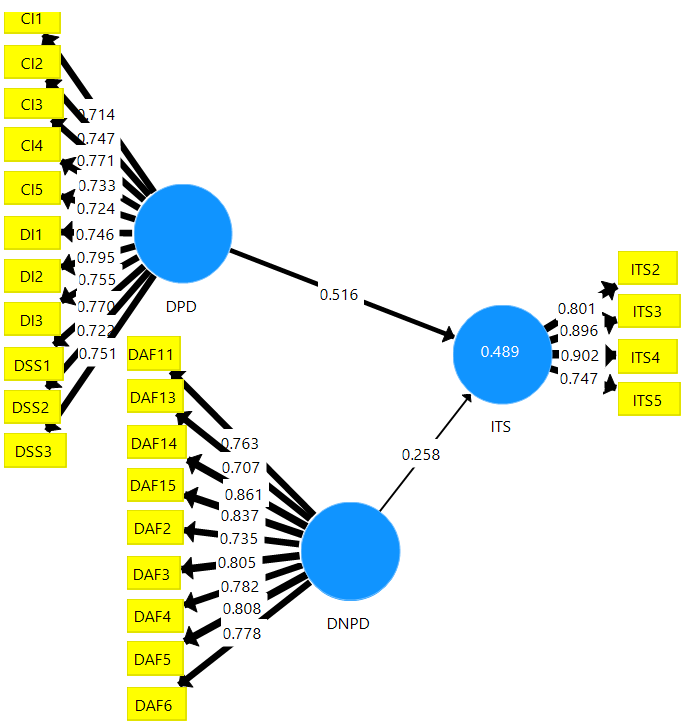 CI1
CI2
CI3
CI4
CI5
DI1
DI2
DI3
DSS1
DSS2
DSS3
0.714
0.747
0.771
0.733
0.724
0.746
0.795
0.755
0.770
0.722
0.751
DPD
0.516
DAF11
DAF13
DAF14
DAF15
DAF2
DAF3
DAF4
DAF5
DAF6
0.763
0.707
0.861
0.837
0.735
0.805
0.782
0.808
0.778
DNPD
0.258
0.489
ITS
0.801
0.896
0.902
0.747
ITS2
ITS3
ITS4
ITS5